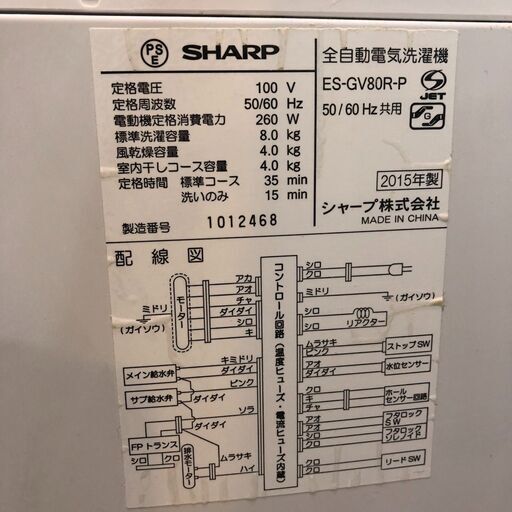 PSE
SHARP
全自動電気洗濯機
ES-GV80R-P
50/60Hz共用
JET
定格電圧 100 V
定格周波数 50/60 Hz
電動機定格消費電力 260 W
標準洗濯容量 8.0 kg
風乾燥容量 4.0 kg
室内干しコース容量 4.0 kg
定格時間 標準コース 35 min
洗いのみ 15 min
製造番号 1012468
2015年製
シャープ株式会社
MADE IN CHINA
配線図
ミドリ
(ガイソウ)
モーター
アカ
アオ
チャ
ダイダイ
シロ
キ
コントロール回路(温度ヒューズ・電流ヒューズ内蔵)
シロ
クロ
ミドリ
(ガイソウ)
シロ
シロ
リアクター
メイン給水弁
キミドリ
ダイダイ
ピンク
サブ給水弁
ダイダイ
ソラ
FPトランス
シロ
クロ
ダイダイ
排水モーター
ムラサキ
ハイ
ムラサキ
ピンク
ストップSW
アオ
ダイダイ
水位センサー
クロ
キ
チャ
ホール
センサー回路
アオ
アオ
フタロック
SW
ダイダイ
ダイダイ
フタロック
ソレノイド
クロ
クロ
リードSW